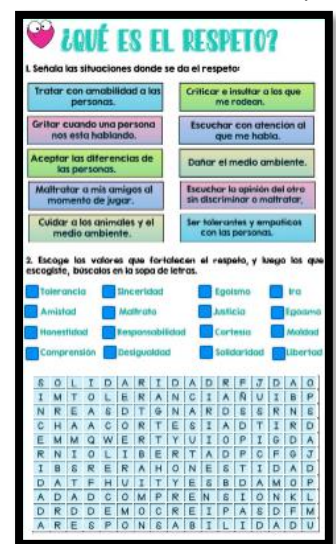 ¿QUÉ ES EL RESPETO?
1. Señala las situaciones donde se da el respeto:
Tratar con amabilidad a las personas.
Criticar e insultar a los que me rodean.
Gritar cuando una persona nos esta hablando.
Escuchar con atención al que me habla.
Aceptar las diferencias de las personas.
Dañar el medio ambiente.
Maltratar a mis amigos al momento de jugar.
Escuchar la opinión del otro sin discriminar o maltratar,
Cuidar a los animales y el medio ambiente.
Ser tolerantes y empaticos con las personas.
2. Escoge los valores que fortalecen el respeto, y luego los que
escogiste, búscalos en la sopa de letras.
Tolerancia Sinceridad Egoísmo Ira
Amistad Maltrato Justicia Egoamo
Honestidad Responsabilidad Cortesía Maldad
Comprensión Desigualdad Solidaridad Libertad
S O L I D A R I D A D R F J D A O
I M T O L E R A N C I A Ñ U I B P
N R E A S D T G N A R D S S R N S
C H A A C O R T E S I A D T I R D
E M M Q W E R T Y U I O P I G D A
R N I O L I B E R T A D P C F G J
I B S R E R A H O N E S T I D A D
D A T F H U I T Y E S B D A M O P
A D A D C O M P R E N S I O N K L
D R D D E M O C R E I P A S D F M
A R E S P O N S A B I L I D A D U